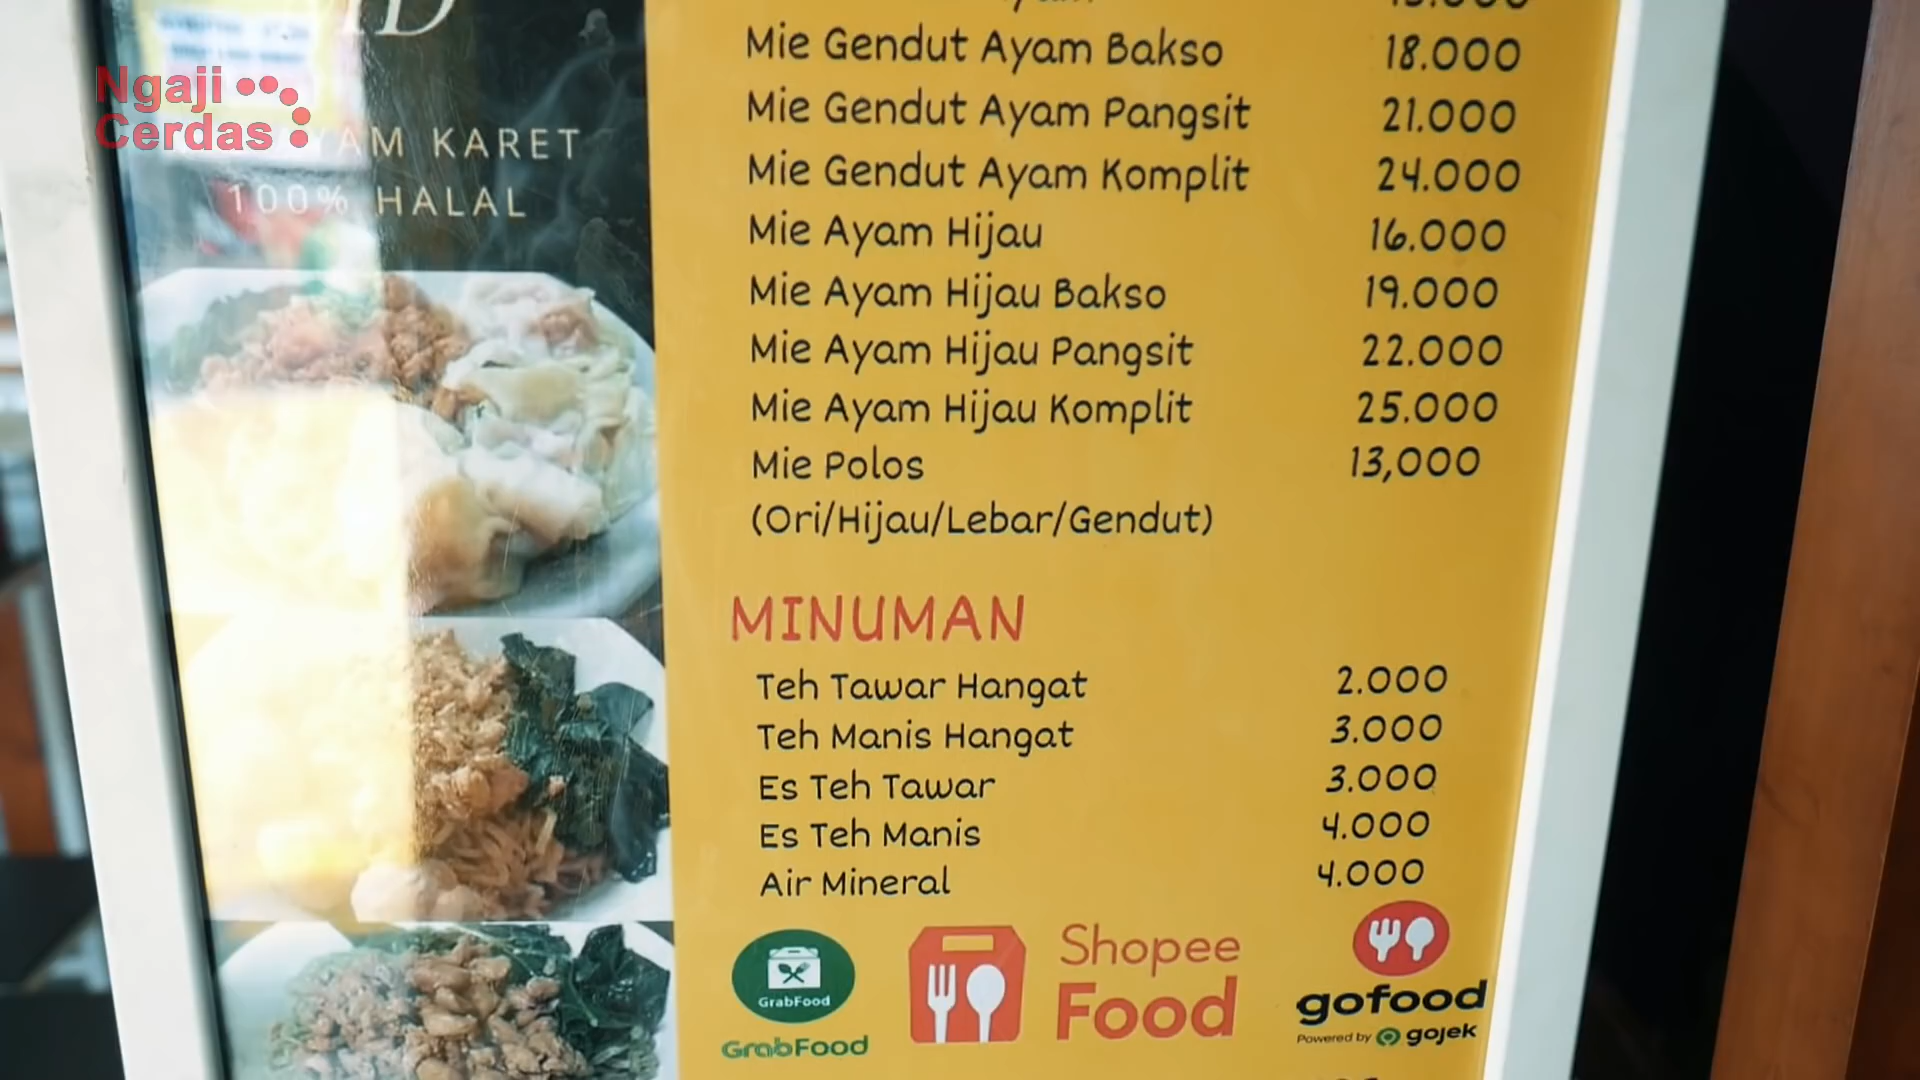 Ngaji
Cerdas
AM KARET
100% HALAL
Mie Gendut Ayam Bakso 18.000
Mie Gendut Ayam Pangsit 21.000
Mie Gendut Ayam Komplit 24.000
Mie Ayam Hijau 16.000
Mie Ayam Hijau Bakso 19.000
Mie Ayam Hijau Pangsit 22.000
Mie Ayam Hijau Komplit 25.000
Mie Polos 13,000
(Ori/Hijau/Lebar/Gendut)
MINUMAN
Teh Tawar Hangat 2.000
Teh Manis Hangat 3.000
Es Teh Tawar 3.000
Es Teh Manis 4.000
Air Mineral 4.000
GrabFood
GrabFood
Shopee
Food
gofood
Powered by gojek